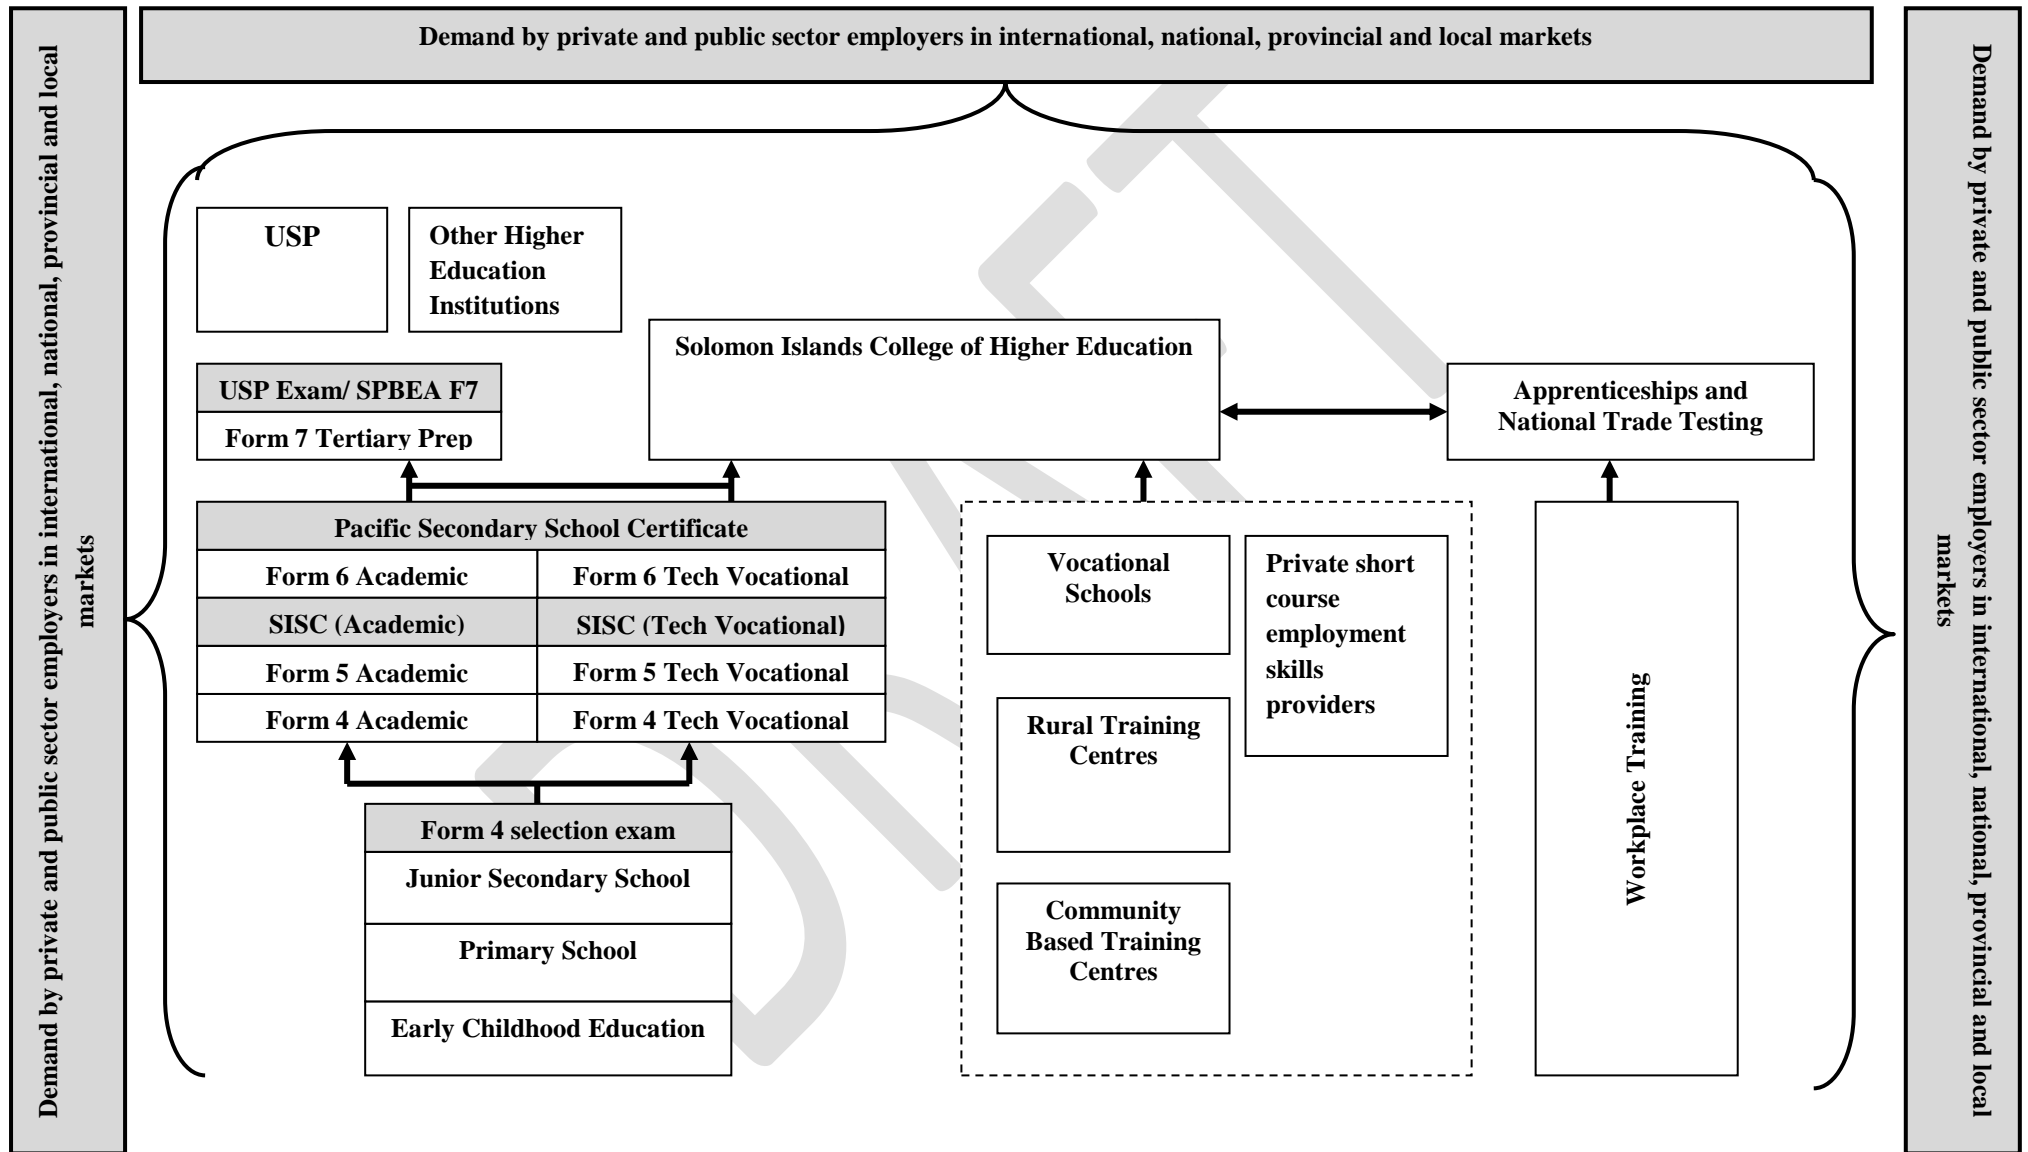 Demand by private and public sector employers in international, national, provincial and local markets
Demand by private and public sector employers in international, national, provincial and local
markets
USP
Other Higher
Education
Institutions
Solomon Islands College of Higher Education
USP Exam/ SPBEA F7
Form 7 Tertiary Prep
Apprenticeships and
National Trade Testing
Pacific Secondary School Certificate
Form 6 Academic
Form 6 Tech Vocational
SISC (Academic)
SISC (Tech Vocational)
Form 5 Academic
Form 5 Tech Vocational
Form 4 Academic
Form 4 Tech Vocational
Form 4 selection exam
Junior Secondary School
Primary School
Early Childhood Education
Vocational
Schools
Private short
course
employment
skills
providers
Rural Training
Centres
Community
Based Training
Centres
Workplace Training
Demand by private and public sector employers in international, national, provincial and local
markets
DRAFT